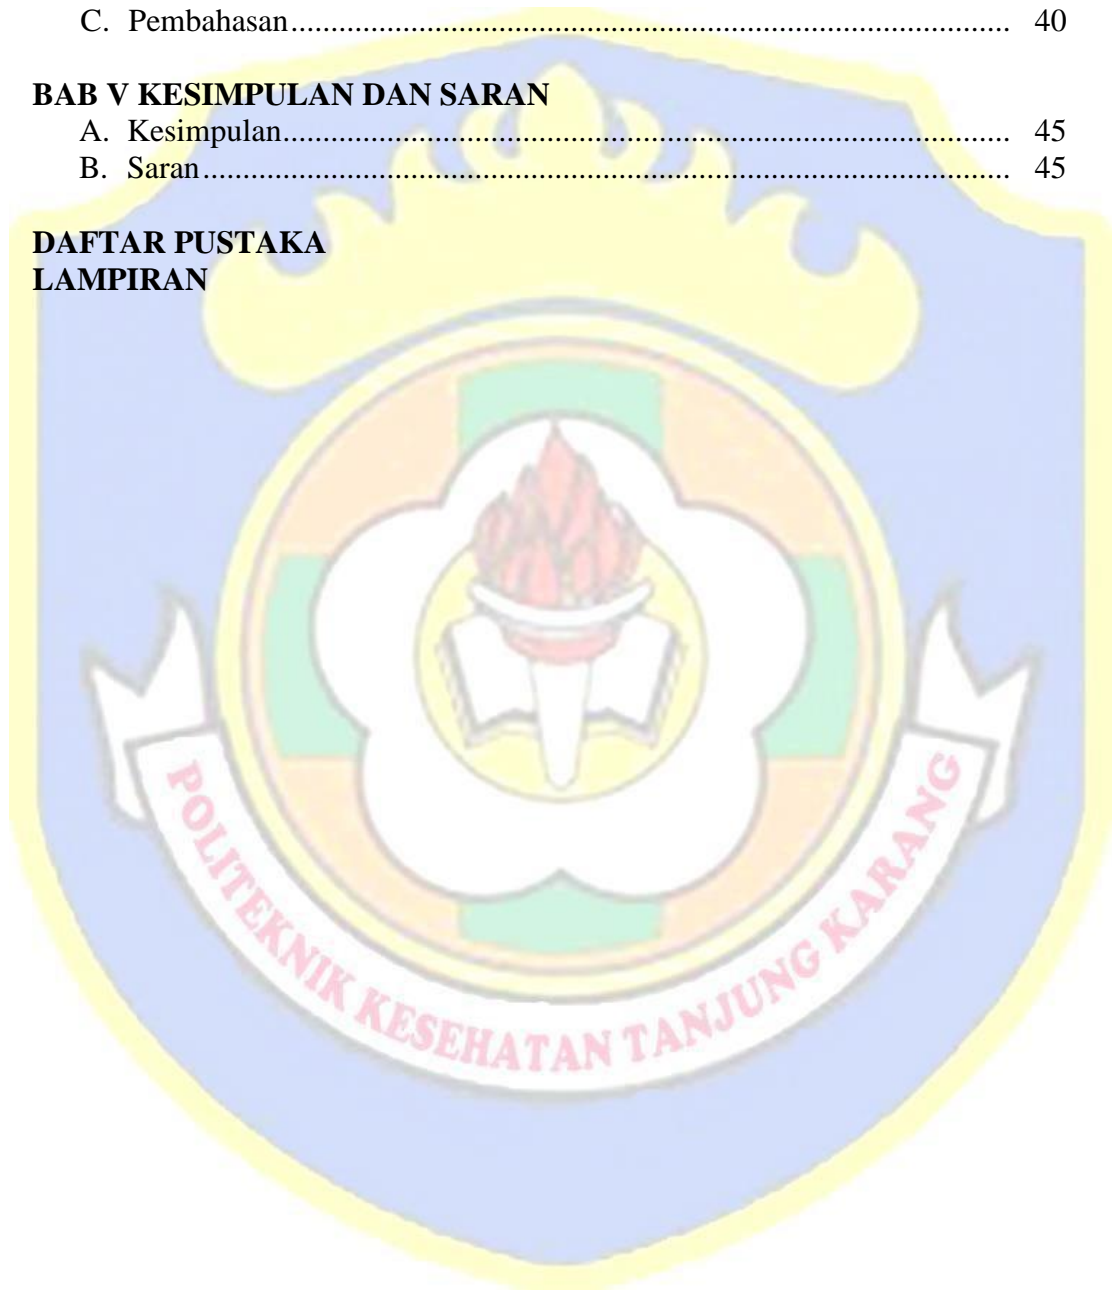 C. Pembahasan.......................................................................................... 40
BAB V KESIMPULAN DAN SARAN
A. Kesimpulan........................................................................................... 45
B. Saran..................................................................................................... 45
DAFTAR PUSTAKA
LAMPIRAN
POLITEKNIK KESEHATAN TANJUNG KARANG